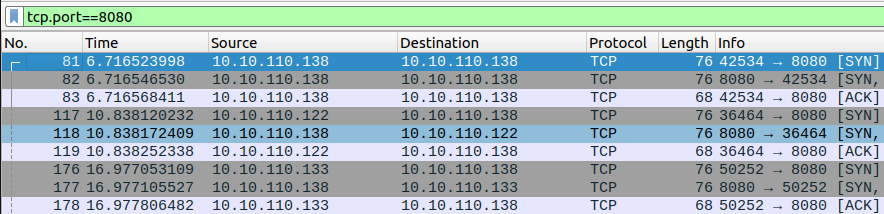 tcp.port==8080
No. Time Source Destination Protocol Length Info
81 6.716523998 10.10.110.138 10.10.110.138 TCP 76 42534 → 8080 [SYN]
82 6.716546530 10.10.110.138 10.10.110.138 TCP 76 8080 → 42534 [SYN,
83 6.716568411 10.10.110.138 10.10.110.138 TCP 68 42534 → 8080 [ACK]
117 10.838120232 10.10.110.122 10.10.110.138 TCP 76 36464 → 8080 [SYN]
118 10.838172409 10.10.110.138 10.10.110.122 TCP 76 8080 → 36464 [SYN,
119 10.838252338 10.10.110.122 10.10.110.138 TCP 68 36464 → 8080 [ACK]
176 16.977053109 10.10.110.133 10.10.110.138 TCP 76 50252 → 8080 [SYN]
177 16.977105527 10.10.110.138 10.10.110.133 TCP 76 8080 → 50252 [SYN,
178 16.977806482 10.10.110.133 10.10.110.138 TCP 68 50252 → 8080 [ACK]